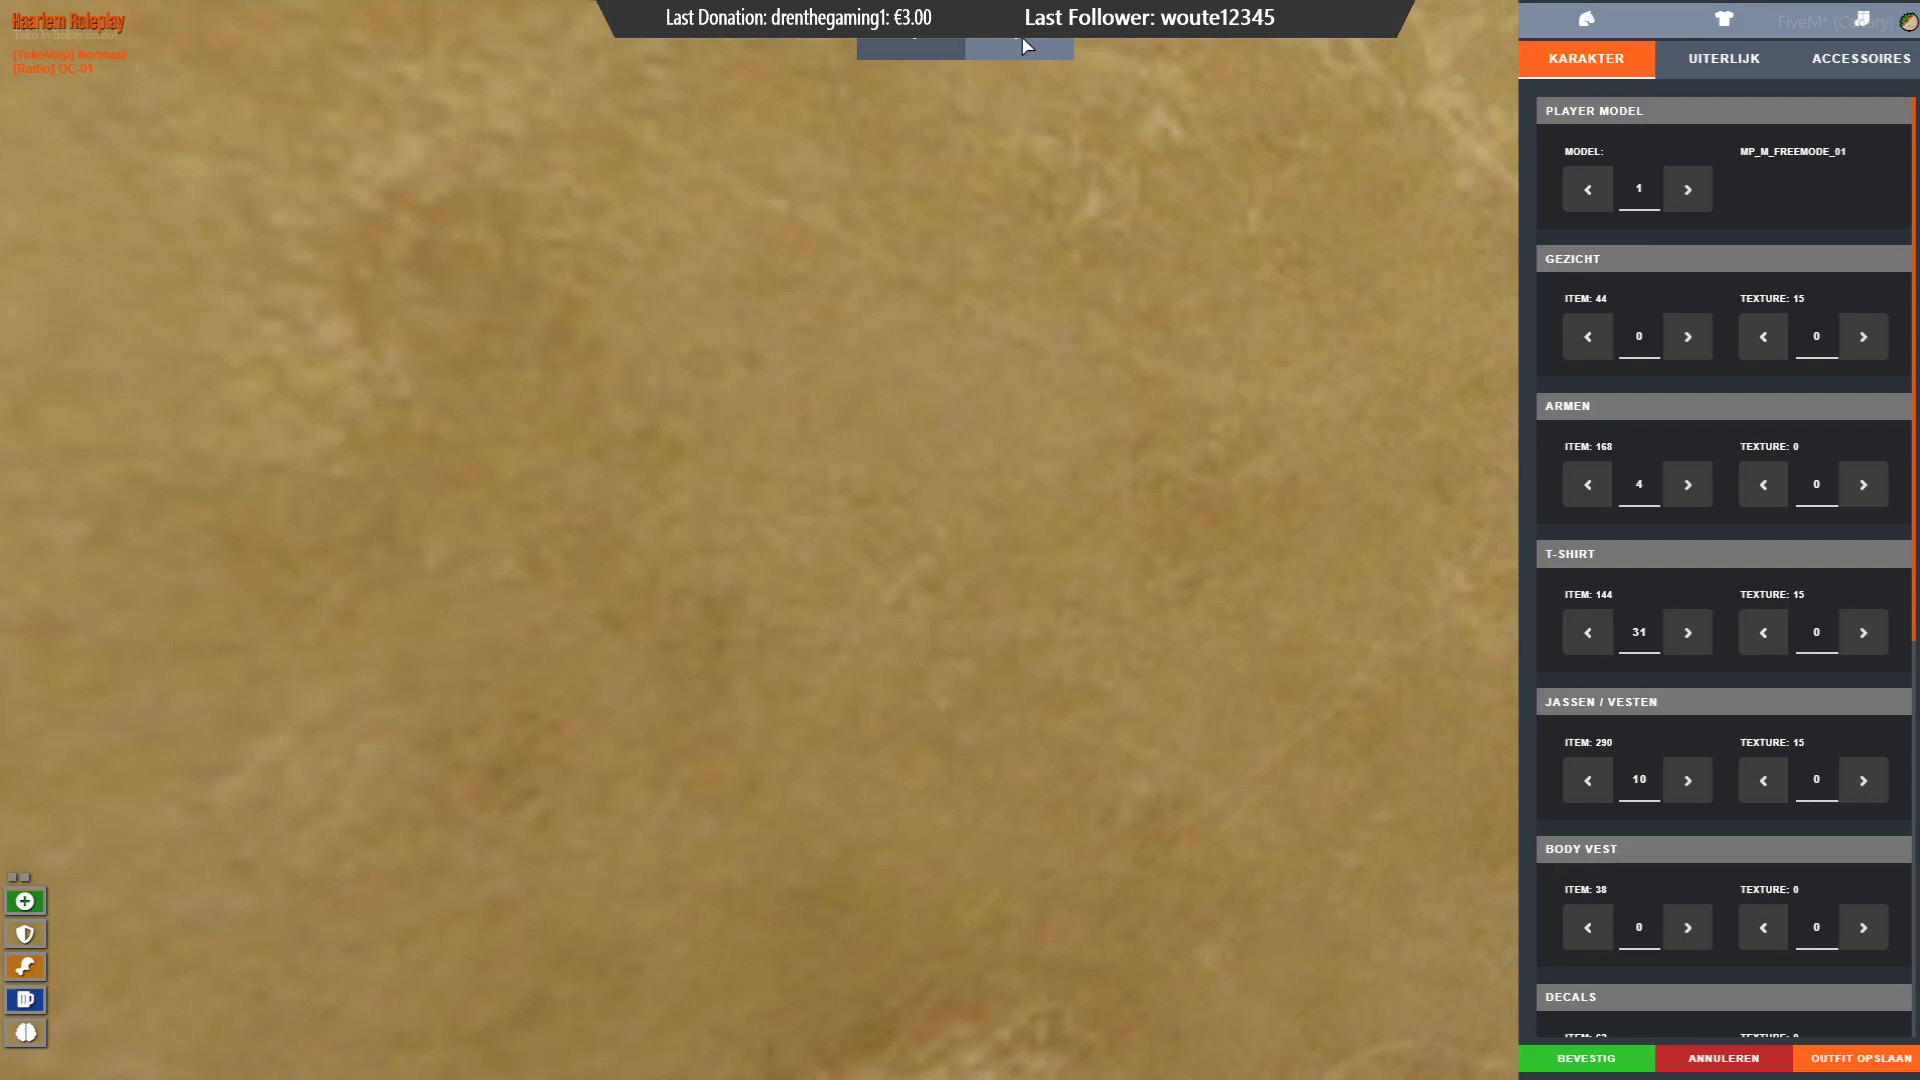 Haarlem Roleplay
[TokoVoip] Normaal
[Radio] OC-01
Last Donation: drenthegaming1: €3.00
Last Follower: woute12345
KARAKTER
UITERLIJK
ACCESSOIRES
PLAYER MODEL
MODEL:
MP_M_FREEMODE_01
1
GEZICHT
ITEM: 44
TEXTURE: 15
0
0
ARMEN
ITEM: 168
TEXTURE: 0
4
0
T-SHIRT
ITEM: 144
TEXTURE: 15
31
0
JASSEN / VESTEN
ITEM: 290
TEXTURE: 15
10
0
BODY VEST
ITEM: 38
TEXTURE: 0
0
0
DECALS
BEVESTIG
ANNULEREN
OUTFIT OPSLAAN